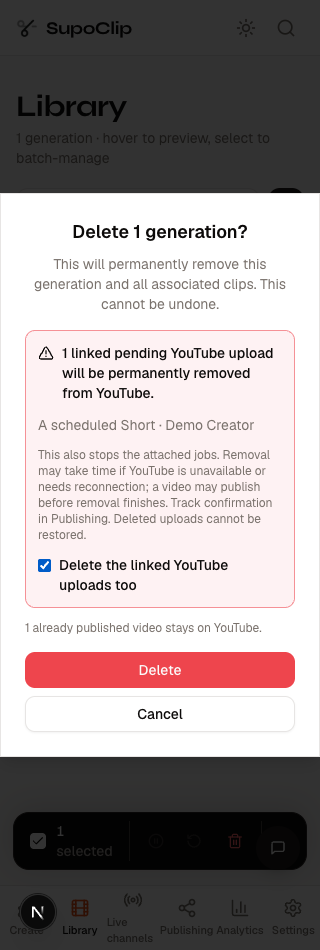 SupoClip
Library
1 generation · hover to preview, select to
batch-manage
Delete 1 generation?
This will permanently remove this
generation and all associated clips. This
cannot be undone.
1 linked pending YouTube upload
will be permanently removed
from YouTube.
A scheduled Short · Demo Creator
This also stops the attached jobs. Removal
may take time if YouTube is unavailable or
needs reconnection; a video may publish
before removal finishes. Track confirmation
in Publishing. Deleted uploads cannot be
restored.
Delete the linked YouTube
uploads too
1 already published video stays on YouTube.
Delete
Cancel
1
selected
N
Create
Library
Live
channels
Publishing
Analytics
Settings